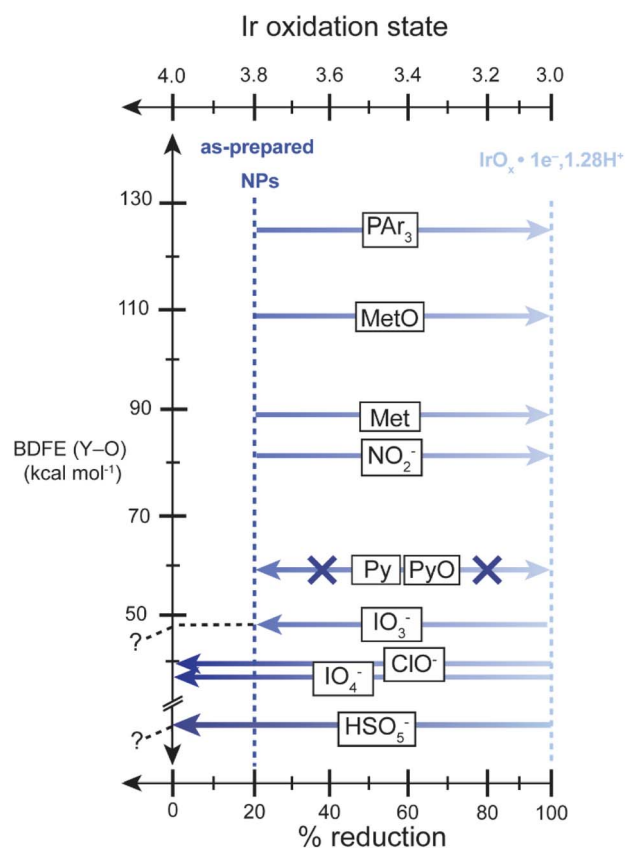 Ir oxidation state
4.0 3.8 3.6 3.4 3.2 3.0
as-prepared
NPs
IrOₓ • 1e⁻,1.28H⁺
130
PAr₃
110
MetO
90
Met
BDFE (Y–O)
(kcal mol⁻¹)
NO₂⁻
70
Py PyO
50
IO₃⁻
?
ClO⁻
IO₄⁻
HSO₅⁻
?
0 20 40 60 80 100
% reduction